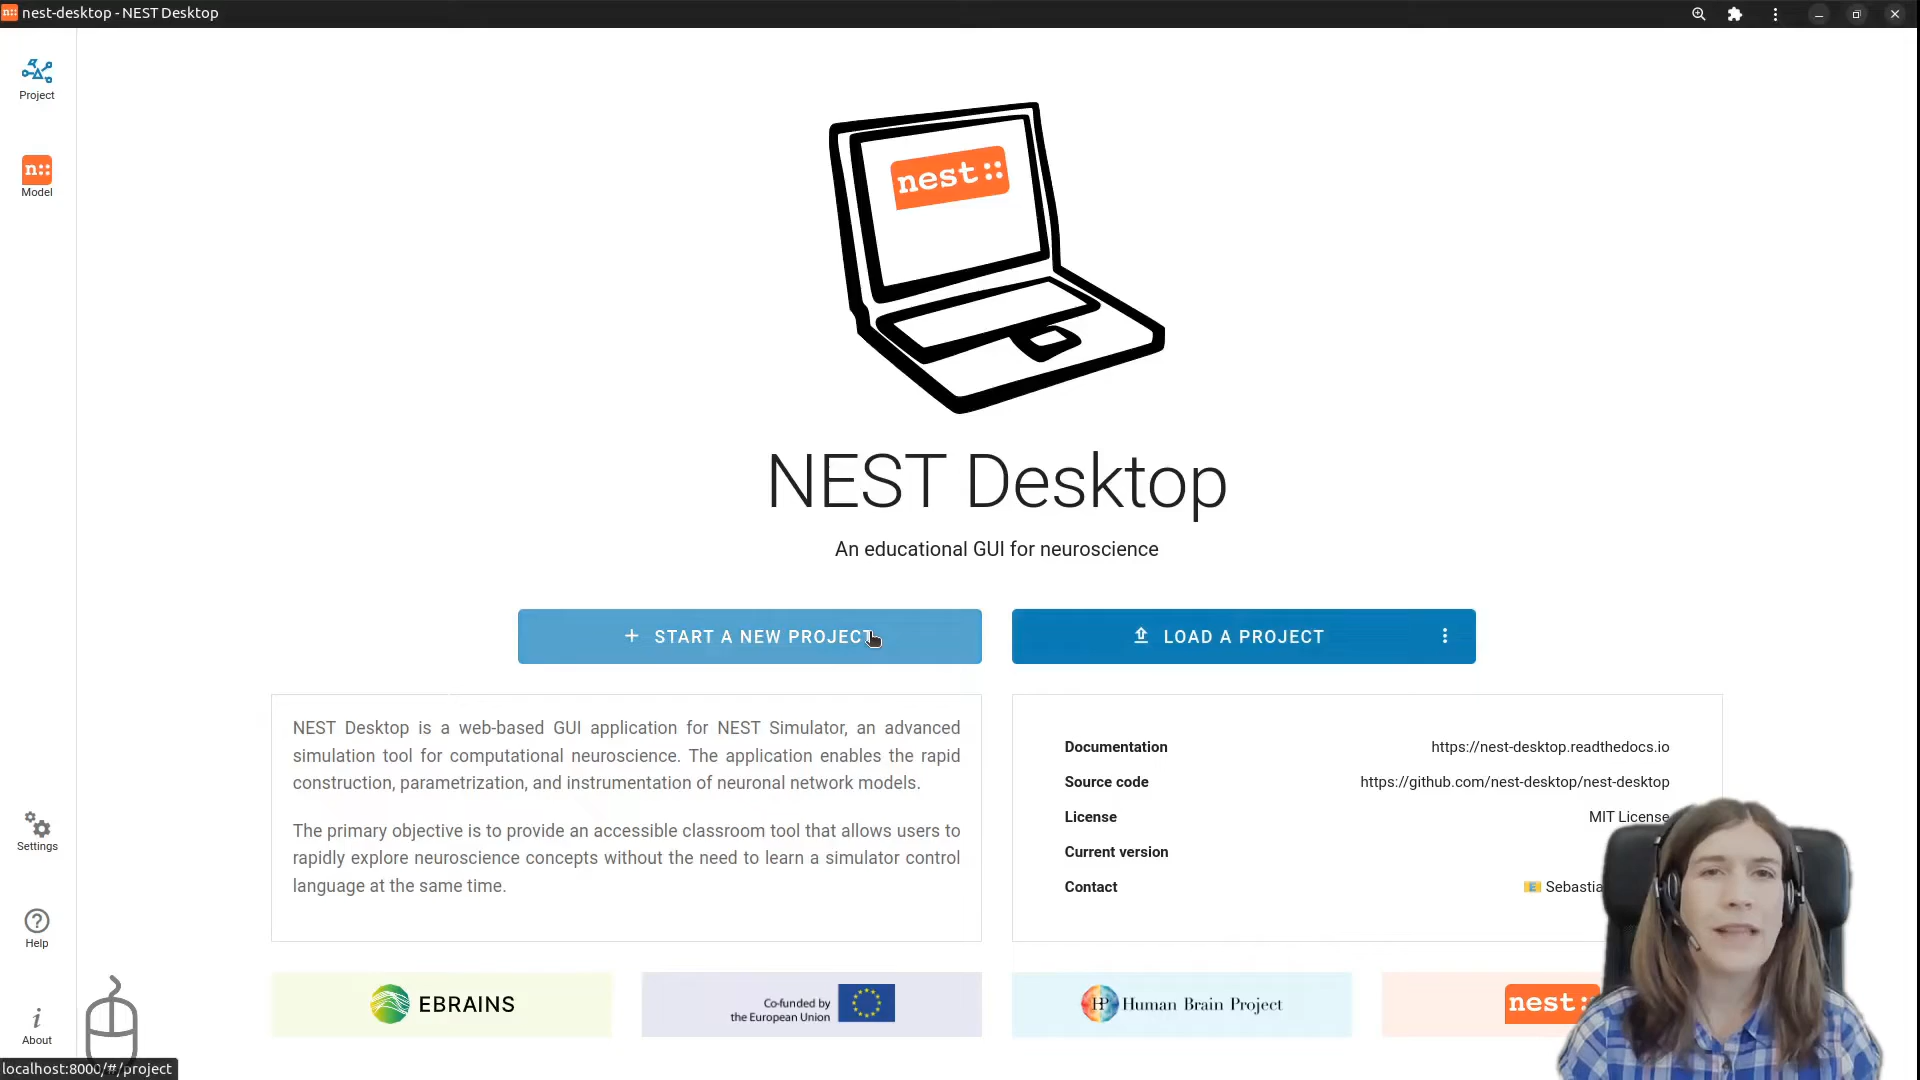 nest-desktop - NEST Desktop
Project
n::
Model
nest::
NEST Desktop
An educational GUI for neuroscience
+ START A NEW PROJECT
LOAD A PROJECT
NEST Desktop is a web-based GUI application for NEST Simulator, an advanced
simulation tool for computational neuroscience. The application enables the rapid
construction, parametrization, and instrumentation of neuronal network models.
The primary objective is to provide an accessible classroom tool that allows users to
rapidly explore neuroscience concepts without the need to learn a simulator control
language at the same time.
Documentation https://nest-desktop.readthedocs.io
Source code https://github.com/nest-desktop/nest-desktop
License MIT License
Current version
Contact Sebastia
Settings
Help
About
EBRAINS
Co-funded by
the European Union
HP Human Brain Project
nest:
localhost:8000/#/project